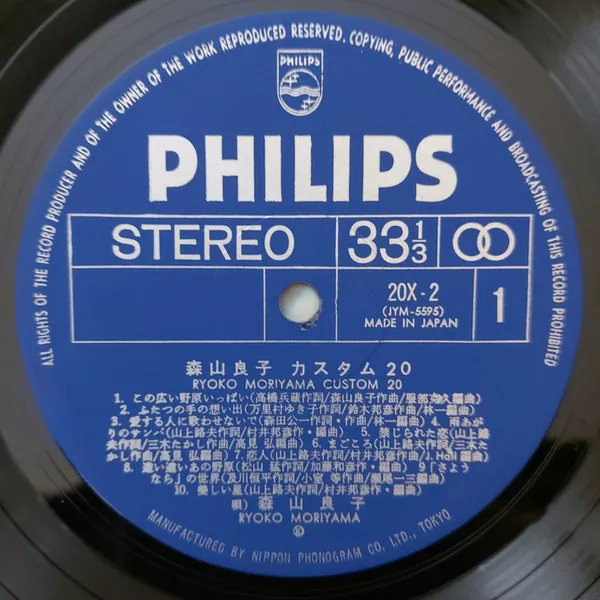 ALL RIGHTS OF THE RECORD PRODUCER AND OF THE OWNER OF THE WORK REPRODUCED RESERVED. COPYING, PUBLIC PERFORMANCE AND BROADCASTING OF THIS RECORD PROHIBITED
PHILIPS
PHILIPS
STEREO 33 1/3
20X-2
(JYM-5595)
MADE IN JAPAN
1
森山良子 カスタム20
RYOKO MORIYAMA CUSTOM 20
1. この広い野原いっぱい(高橋兵蔵作詞/森山良子作曲/服部克久編曲)
2. ふたつの手の想い出(万里村ゆき子作詞/鈴木邦彦作曲/林一編曲)
3. 愛する人に歌わせないで(森田公一作詞・作曲/林一編曲) 4. 雨あが
りのサンバ(山上路夫作詞/村井邦彦作・編曲) 5. 禁じられた恋(山上路
夫作詞/三木たかし作曲/高見 弘編曲) 6. まごころ(山上路夫作詞/三木た
かし作曲/高見 弘編曲) 7. 恋人(山上路夫作詞/村井邦彦作曲/J.Hall編曲)
8. 遠い遠いあの野原(松山 猛作詞/加藤和彦作・編曲) 9「さよう
なら」の世界(及川恒平作詞/小室 等作曲/瀬尾一三編曲)
10. 美しい星(山上路夫作詞/村井邦彦作・編曲)
唄 森山良子
RYOKO MORIYAMA
MANUFACTURED BY NIPPON PHONOGRAM CO., LTD., TOKYO